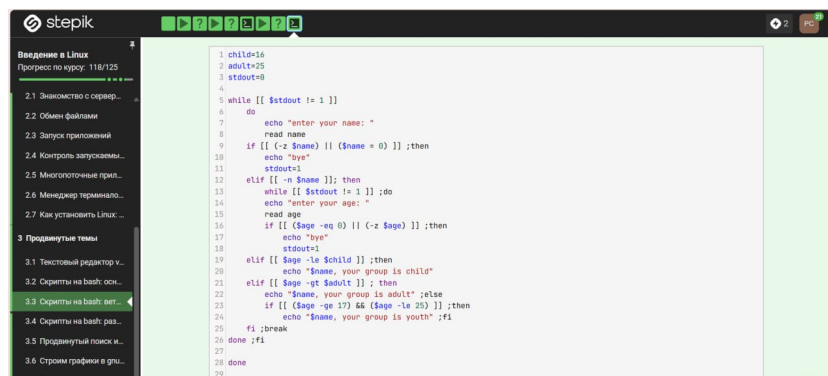 stepik
2
PC
21
Введение в Linux
Прогресс по курсу: 118/125
2.1 Знакомство с сервер...
2.2 Обмен файлами
2.3 Запуск приложений
2.4 Контроль запускаемы...
2.5 Многопоточные прил...
2.6 Менеджер терминало...
2.7 Как установить Linux: ...
3 Продвинутые темы
3.1 Текстовый редактор v...
3.2 Скрипты на bash: осн...
3.3 Скрипты на bash: вет...
3.4 Скрипты на bash: раз...
3.5 Продвинутый поиск и...
3.6 Строим графики в gnu...
1 child=16
2 adult=25
3 stdout=0
4
5 while [[ $stdout != 1 ]]
6 do
7 echo "enter your name: "
8 read name
9 if [[ (-z $name) || ($name = 0) ]] ;then
10 echo "bye"
11 stdout=1
12 elif [[ -n $name ]]; then
13 while [[ $stdout != 1 ]] ;do
14 echo "enter your age: "
15 read age
16 if [[ ($age -eq 0) || (-z $age) ]] ;then
17 echo "bye"
18 stdout=1
19 elif [[ $age -le $child ]] ;then
20 echo "$name, your group is child"
21 elif [[ $age -gt $adult ]] ; then
22 echo "$name, your group is adult" ;else
23 if [[ ($age -ge 17) && ($age -le 25) ]] ;then
24 echo "$name, your group is youth" ;fi
25 fi ;break
26 done ;fi
27
28 done
29